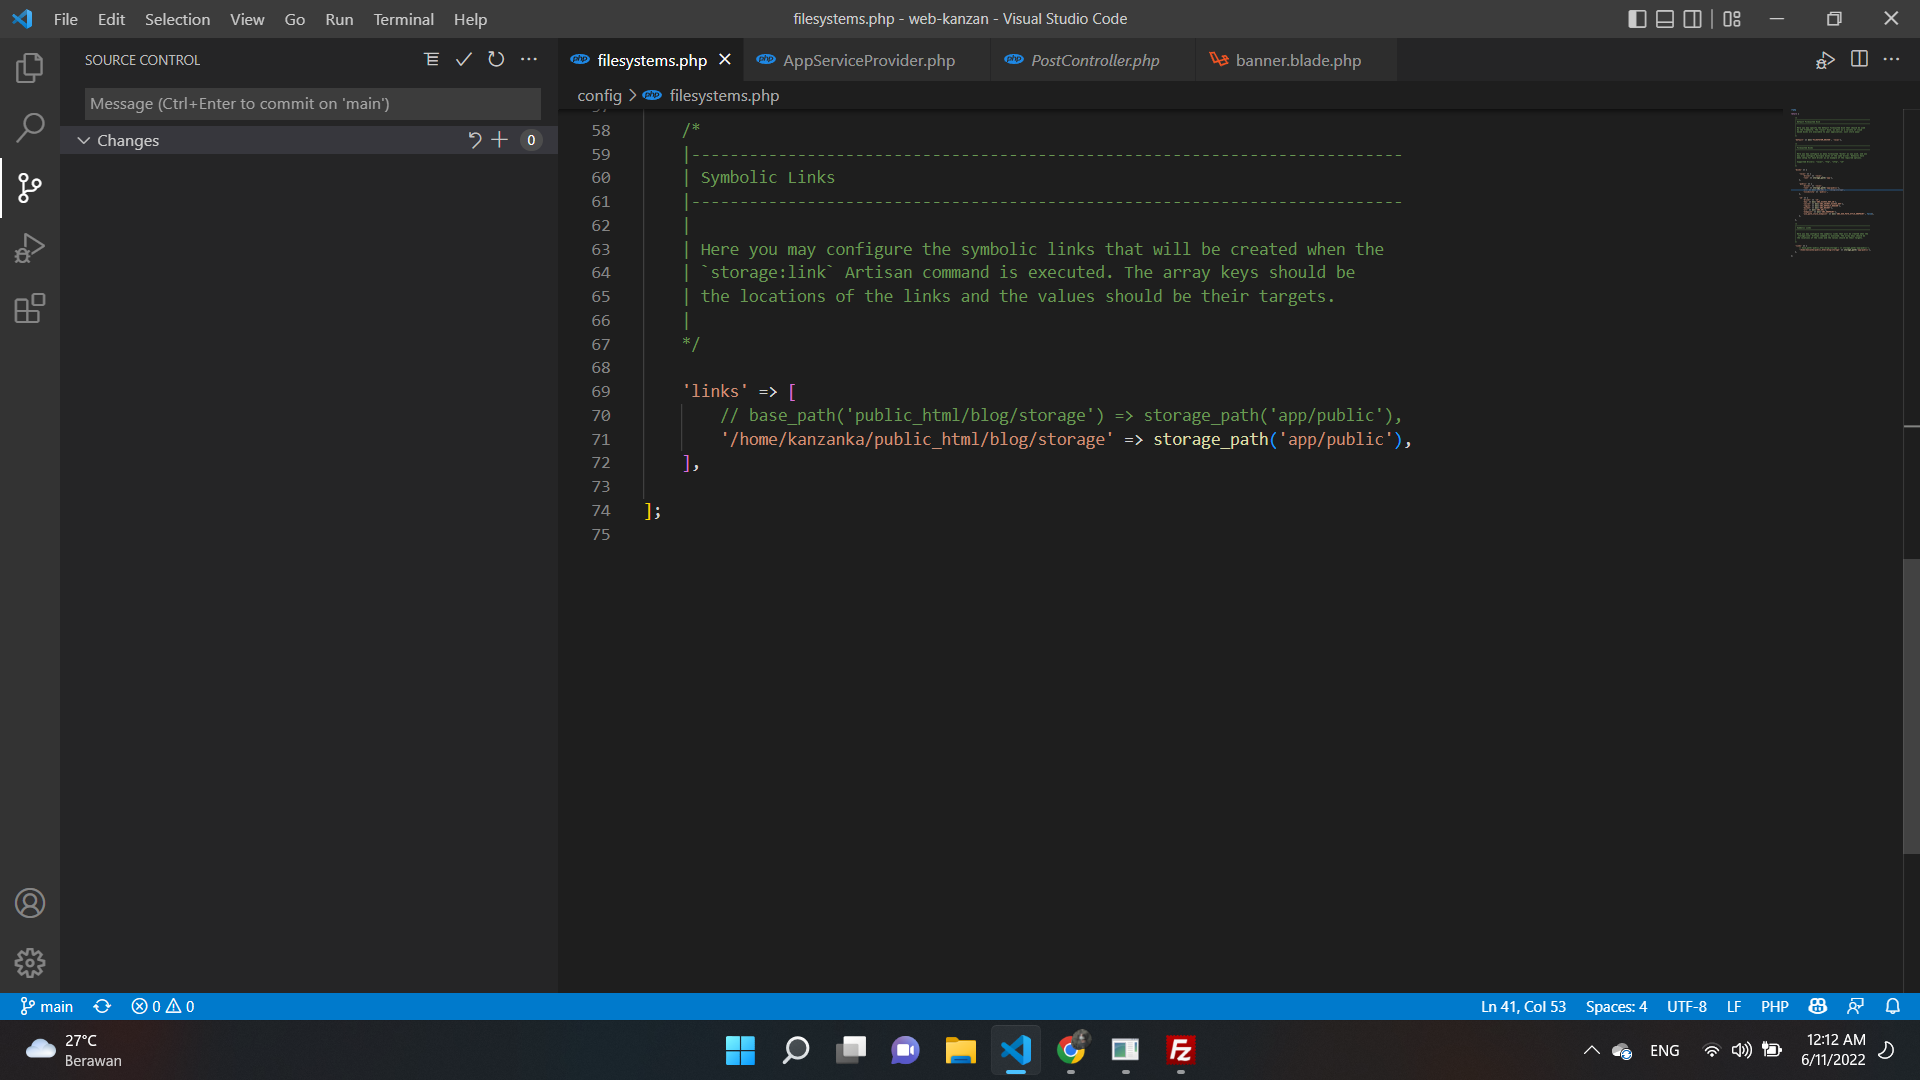 File Edit Selection View Go Run Terminal Help
filesystems.php - web-kanzan - Visual Studio Code
SOURCE CONTROL
Message (Ctrl+Enter to commit on 'main')
Changes
0
filesystems.php
AppServiceProvider.php
PostController.php
banner.blade.php
config > filesystems.php
58 /*
59 |--------------------------------------------------------------------------
60 | Symbolic Links
61 |--------------------------------------------------------------------------
62 |
63 | Here you may configure the symbolic links that will be created when the
64 | `storage:link` Artisan command is executed. The array keys should be
65 | the locations of the links and the values should be their targets.
66 |
67 */
68
69 'links' => [
70 // base_path('public_html/blog/storage') => storage_path('app/public'),
71 '/home/kanzanka/public_html/blog/storage' => storage_path('app/public'),
72 ],
73
74 ];
75
main 0 0
Ln 41, Col 53 Spaces: 4 UTF-8 LF PHP
27°C
Berawan
ENG
12:12 AM
6/11/2022